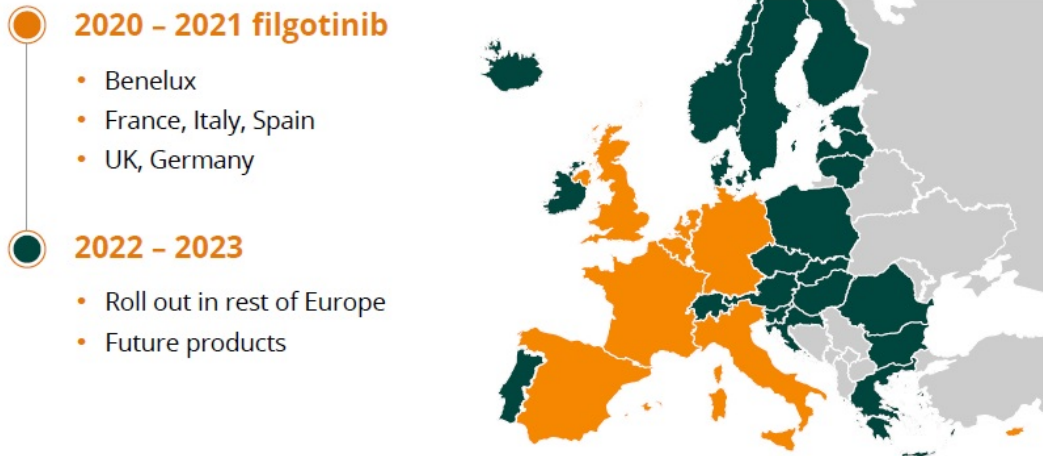 2020 – 2021 filgotinib
• Benelux
• France, Italy, Spain
• UK, Germany
2022 – 2023
• Roll out in rest of Europe
• Future products